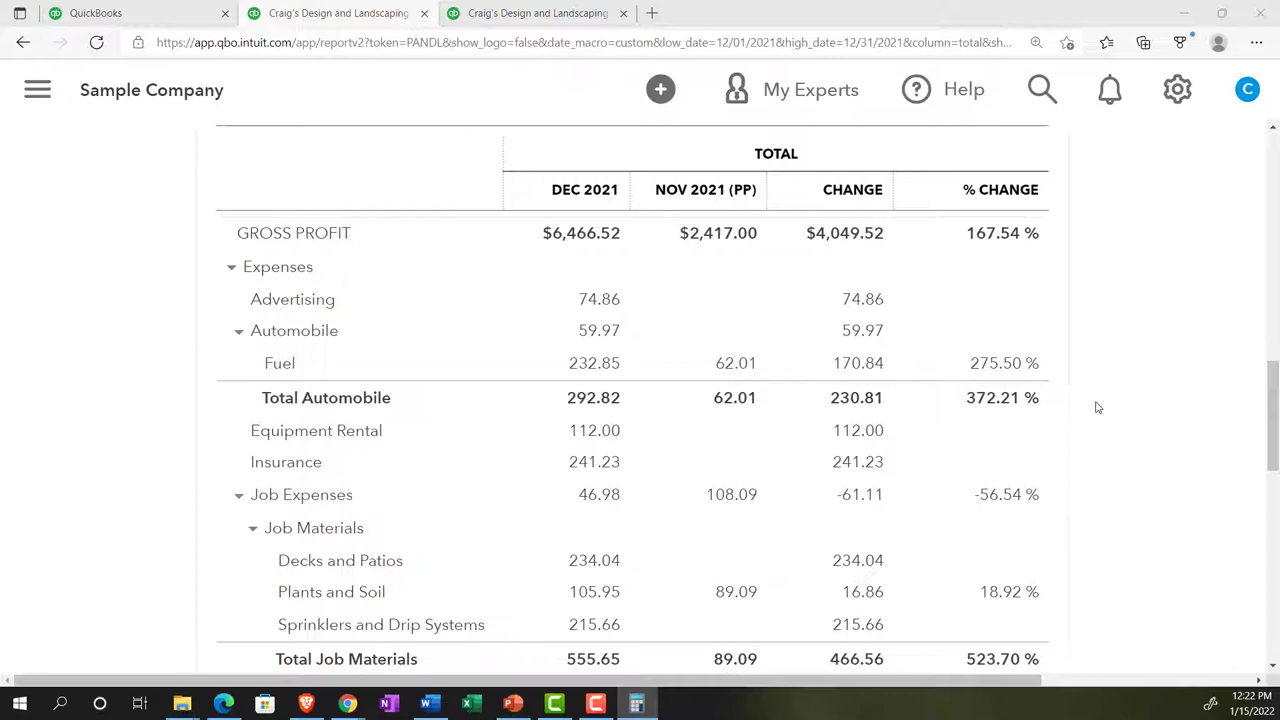 QuickBooks
Craig's Design and Landscaping
Craig's Design and Landscaping
https://app.qbo.intuit.com/app/reportv2?token=PANDL&show_logo=false&date_macro=custom&low_date=12/01/2021&high_date=12/31/2021&column=total&sh...
Sample Company
My Experts
Help
C
TOTAL
DEC 2021 NOV 2021 (PP) CHANGE % CHANGE
GROSS PROFIT $6,466.52 $2,417.00 $4,049.52 167.54 %
Expenses
Advertising 74.86 74.86
Automobile 59.97 59.97
Fuel 232.85 62.01 170.84 275.50 %
Total Automobile 292.82 62.01 230.81 372.21 %
Equipment Rental 112.00 112.00
Insurance 241.23 241.23
Job Expenses 46.98 108.09 -61.11 -56.54 %
Job Materials
Decks and Patios 234.04 234.04
Plants and Soil 105.95 89.09 16.86 18.92 %
Sprinklers and Drip Systems 215.66 215.66
Total Job Materials 555.65 89.09 466.56 523.70 %
12:22 PM
1/15/2022